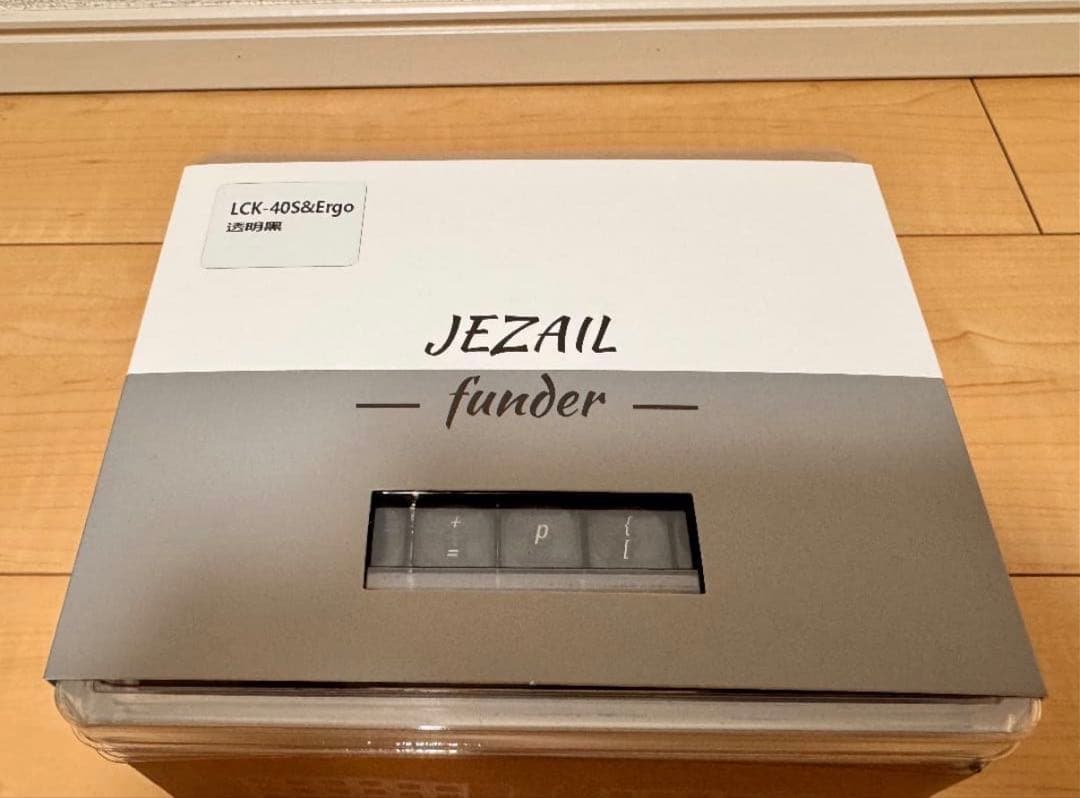 LCK-40S&Ergo
透明黑
JEZAIL
funder
+ p {
= [